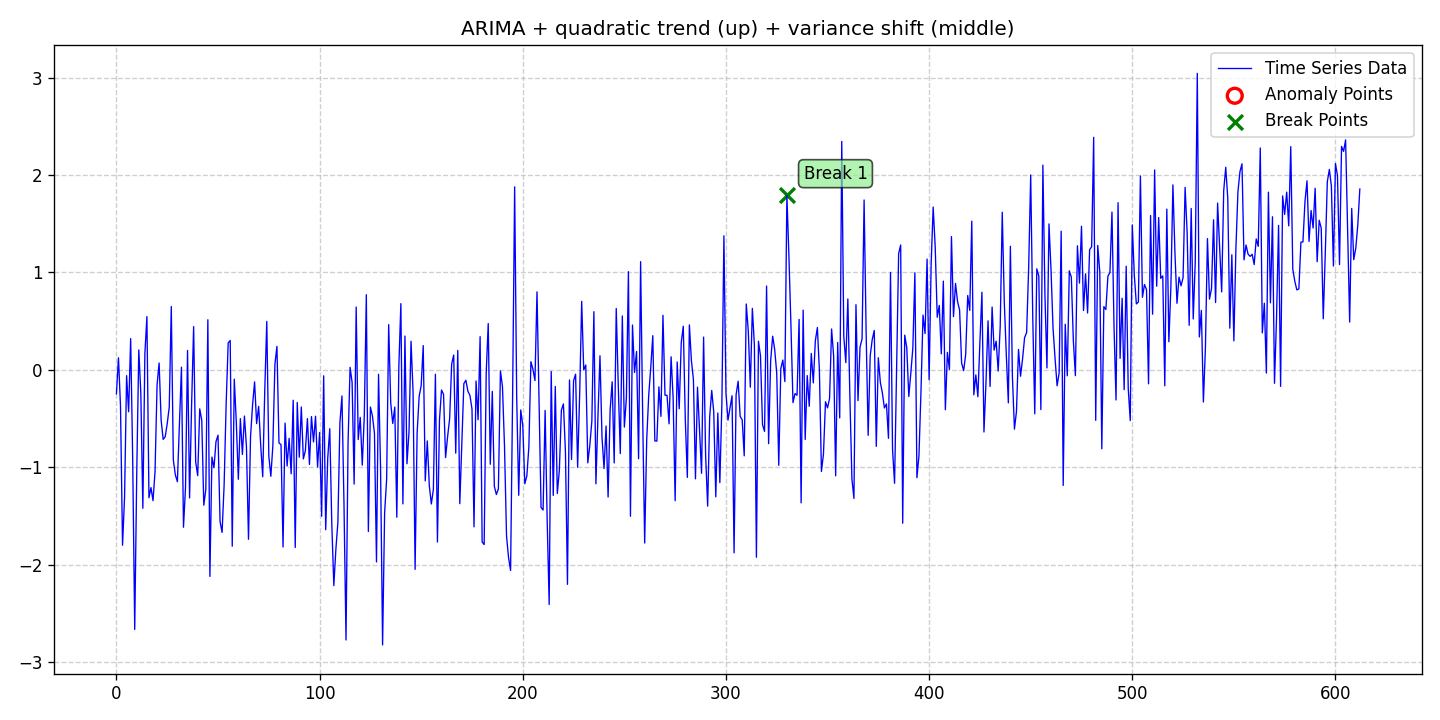 ARIMA + quadratic trend (up) + variance shift (middle)
Time Series Data
Anomaly Points
Break Points
Break 1
3
2
1
0
−1
−2
−3
0 100 200 300 400 500 600